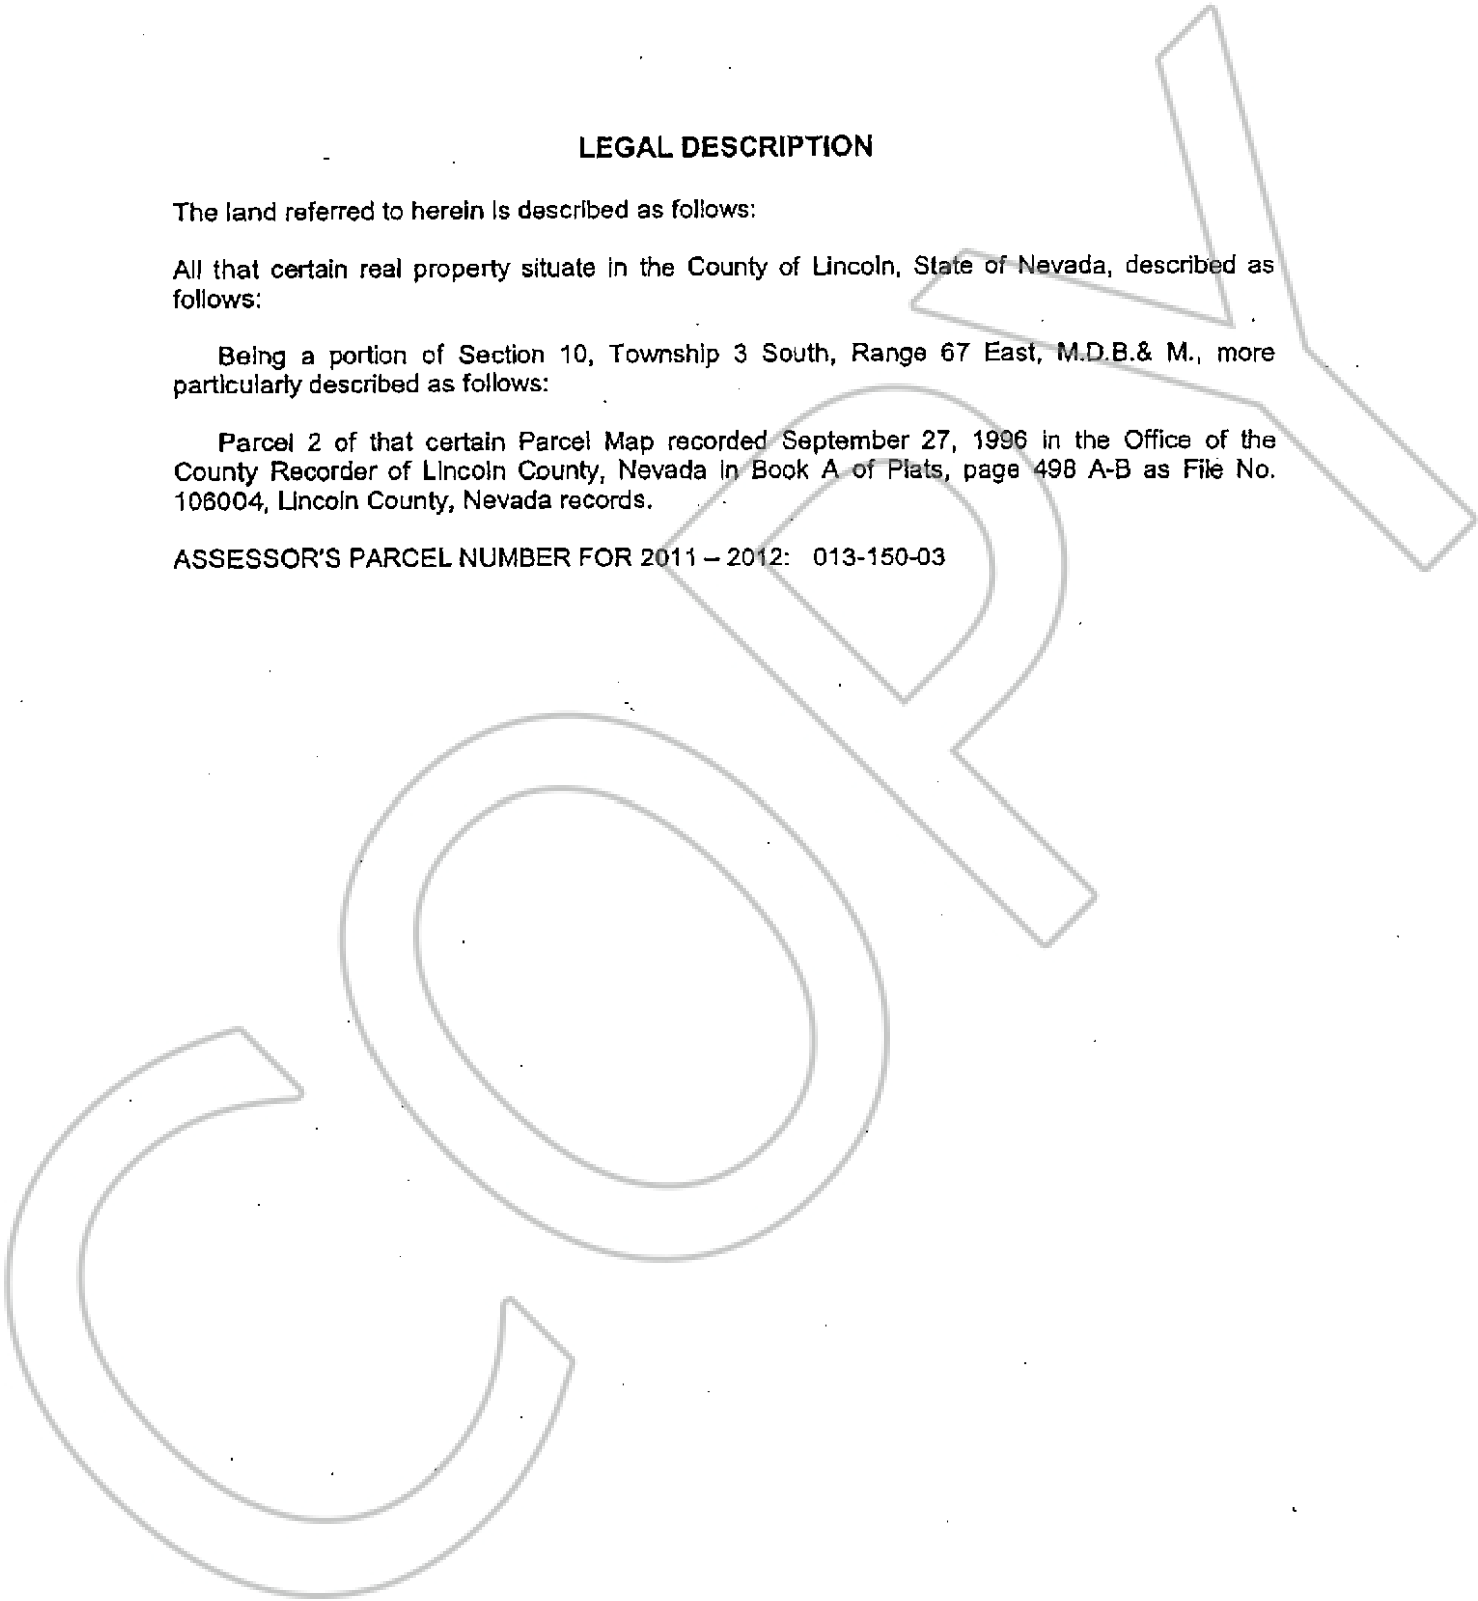 LEGAL DESCRIPTION
The land referred to herein is described as follows:
All that certain real property situate in the County of Lincoln, State of Nevada, described as
follows:
Being a portion of Section 10, Township 3 South, Range 67 East, M.D.B.& M., more
particularly described as follows:
Parcel 2 of that certain Parcel Map recorded September 27, 1996 in the Office of the
County Recorder of Lincoln County, Nevada in Book A of Plats, page 498 A-B as File No.
106004, Lincoln County, Nevada records.
ASSESSOR'S PARCEL NUMBER FOR 2011 – 2012: 013-150-03
COPY